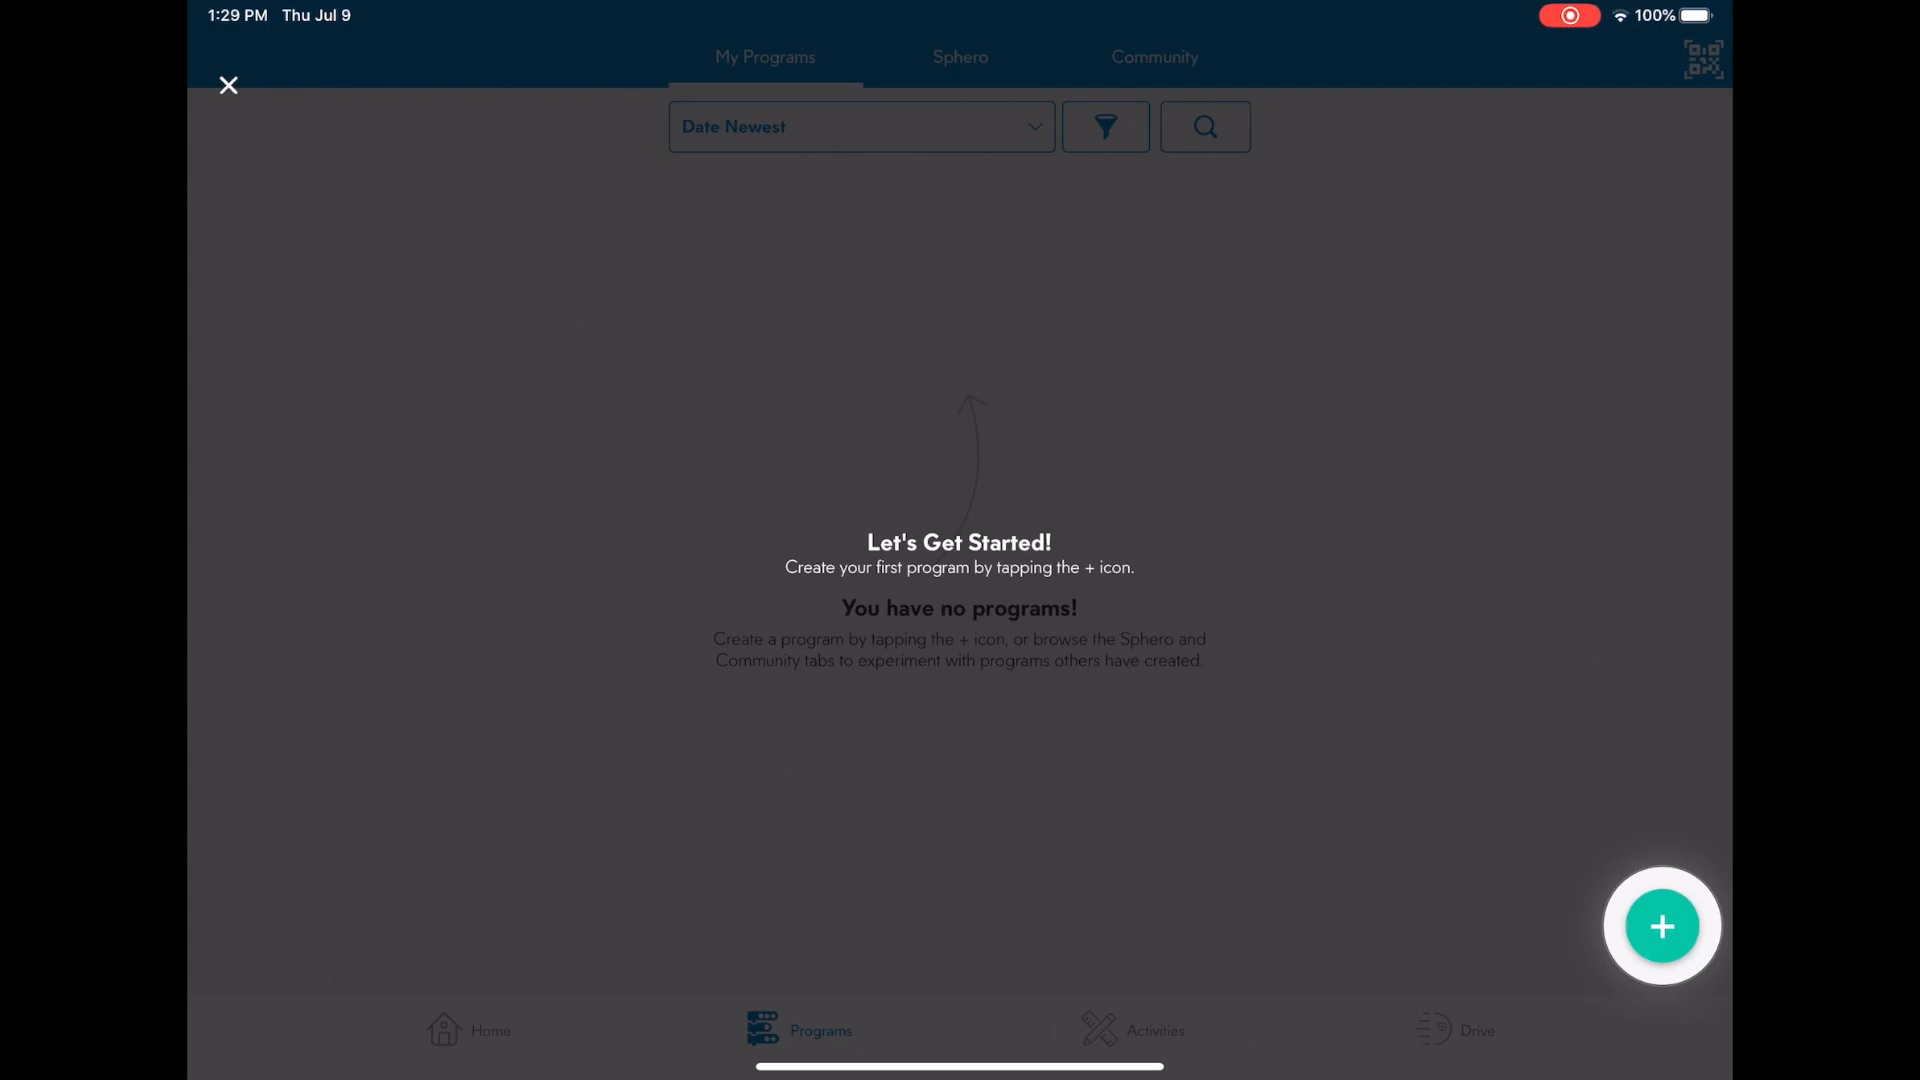 1:29 PM Thu Jul 9
100%
My Programs Sphero Community
Date Newest
Let's Get Started!
Create your first program by tapping the + icon.
You have no programs!
Create a program by tapping the + icon, or browse the Sphero and
Community tabs to experiment with programs others have created.
Home Programs Activities Drive